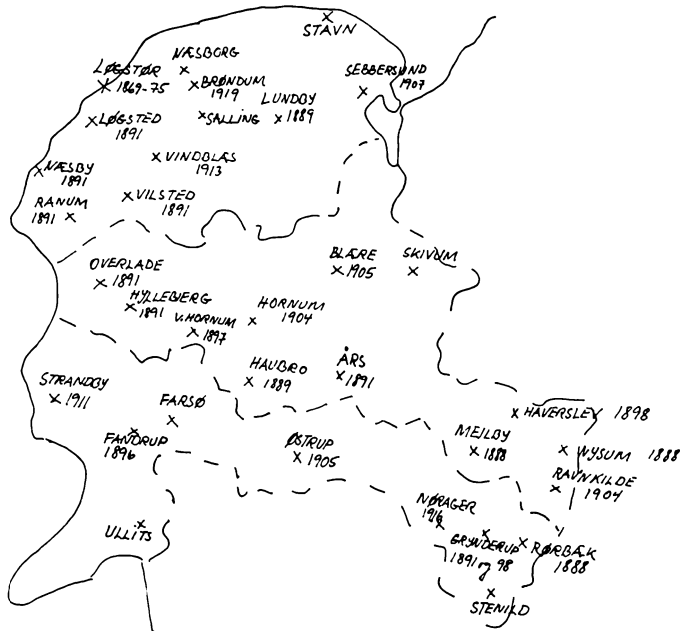 STAVN
NÆSBORG
LØGSTØR
1869-75
BRØNDUM
1919
SEBBERSUND
1907
LUNDBY
1889
LØGSTED
1891
SALLING
VINDBLÆS
1913
NÆSBY
1891
RANUM
1891
VILSTED
1891
BLÆRE
1905
SKIVUM
OVERLADE
1891
HYLLEBJERG
1891
V. HORNUM
1897
HORNUM
1904
HAUBRO
1889
ÅRS
1891
STRANDBY
1911
FARSØ
FANDRUP
1896
ØSTRUP
1905
HAVERSLEV 1898
MEJLBY
1888
NYSUM 1888
RAVNKILDE
1904
NØRAGER
1916
ULLITS
GRYNDERUP
1891
og 98
RØRBÆK
1888
STENILD